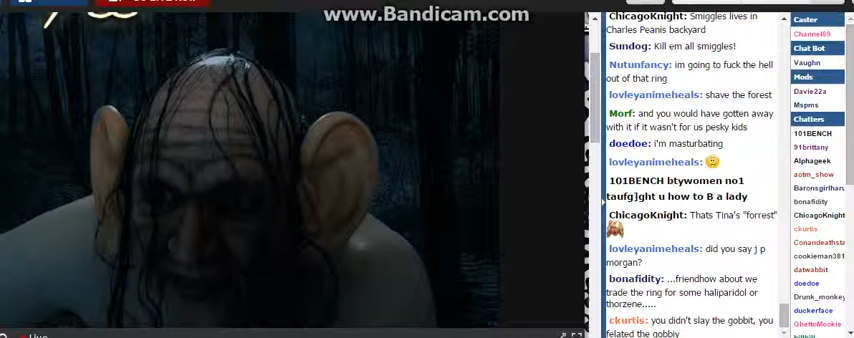 www.Bandicam.com
ChicagoKnight: Smiggles lives in
Charles Peanis backyard
Sundog: Kill em all smiggles!
Nutunfancy: im going to fuck the hell
out of that ring
lovleyanimeheals: shave the forest
Morf: and you would have gotten away
with it if it wasn't for us pesky kids
doedoe: i'm masturbating
lovleyanimeheals:
101BENCH btywomen no1
taufg]ght u how to B a lady
ChicagoKnight: Thats Tina's "forrest"
lovleyanimeheals: did you say j p
morgan?
bonafidity: ...friendhow about we
trade the ring for some haliparidol or
thorzene.....
ckurtis: you didn't slay the gobbit, you
felated the gobbiy
Caster
Channel69
Chat Bot
Vaughn
Mods
Davie22a
Mspms
Chatters
101BENCH
91brittany
Alphageek
aotm_show
Baronsgirlhar
bonafidity
ChicagoKnight
ckurtis
Conandeathsta
cookieman381
datwabbit
doedoe
Drunk_monkey
duckerface
GhettoMookie